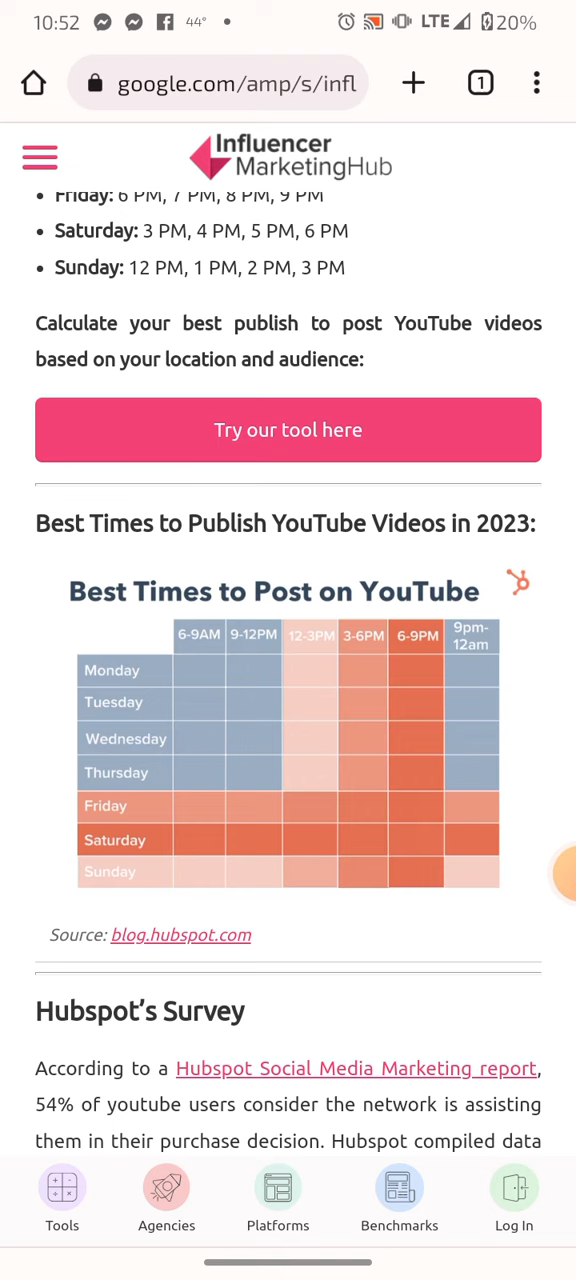 10:52 44° LTE 20%
google.com/amp/s/infl 1
Influencer
MarketingHub
Friday: 6 PM, 7 PM, 8 PM, 9 PM
Saturday: 3 PM, 4 PM, 5 PM, 6 PM
Sunday: 12 PM, 1 PM, 2 PM, 3 PM
Calculate your best publish to post YouTube videos
based on your location and audience:
Try our tool here
Best Times to Publish YouTube Videos in 2023:
Best Times to Post on YouTube
6-9AM 9-12PM 12-3PM 3-6PM 6-9PM 9pm-
12am
Monday
Tuesday
Wednesday
Thursday
Friday
Saturday
Sunday
Source: blog.hubspot.com
Hubspot’s Survey
According to a Hubspot Social Media Marketing report,
54% of youtube users consider the network is assisting
them in their purchase decision. Hubspot compiled data
Tools Agencies Platforms Benchmarks Log In